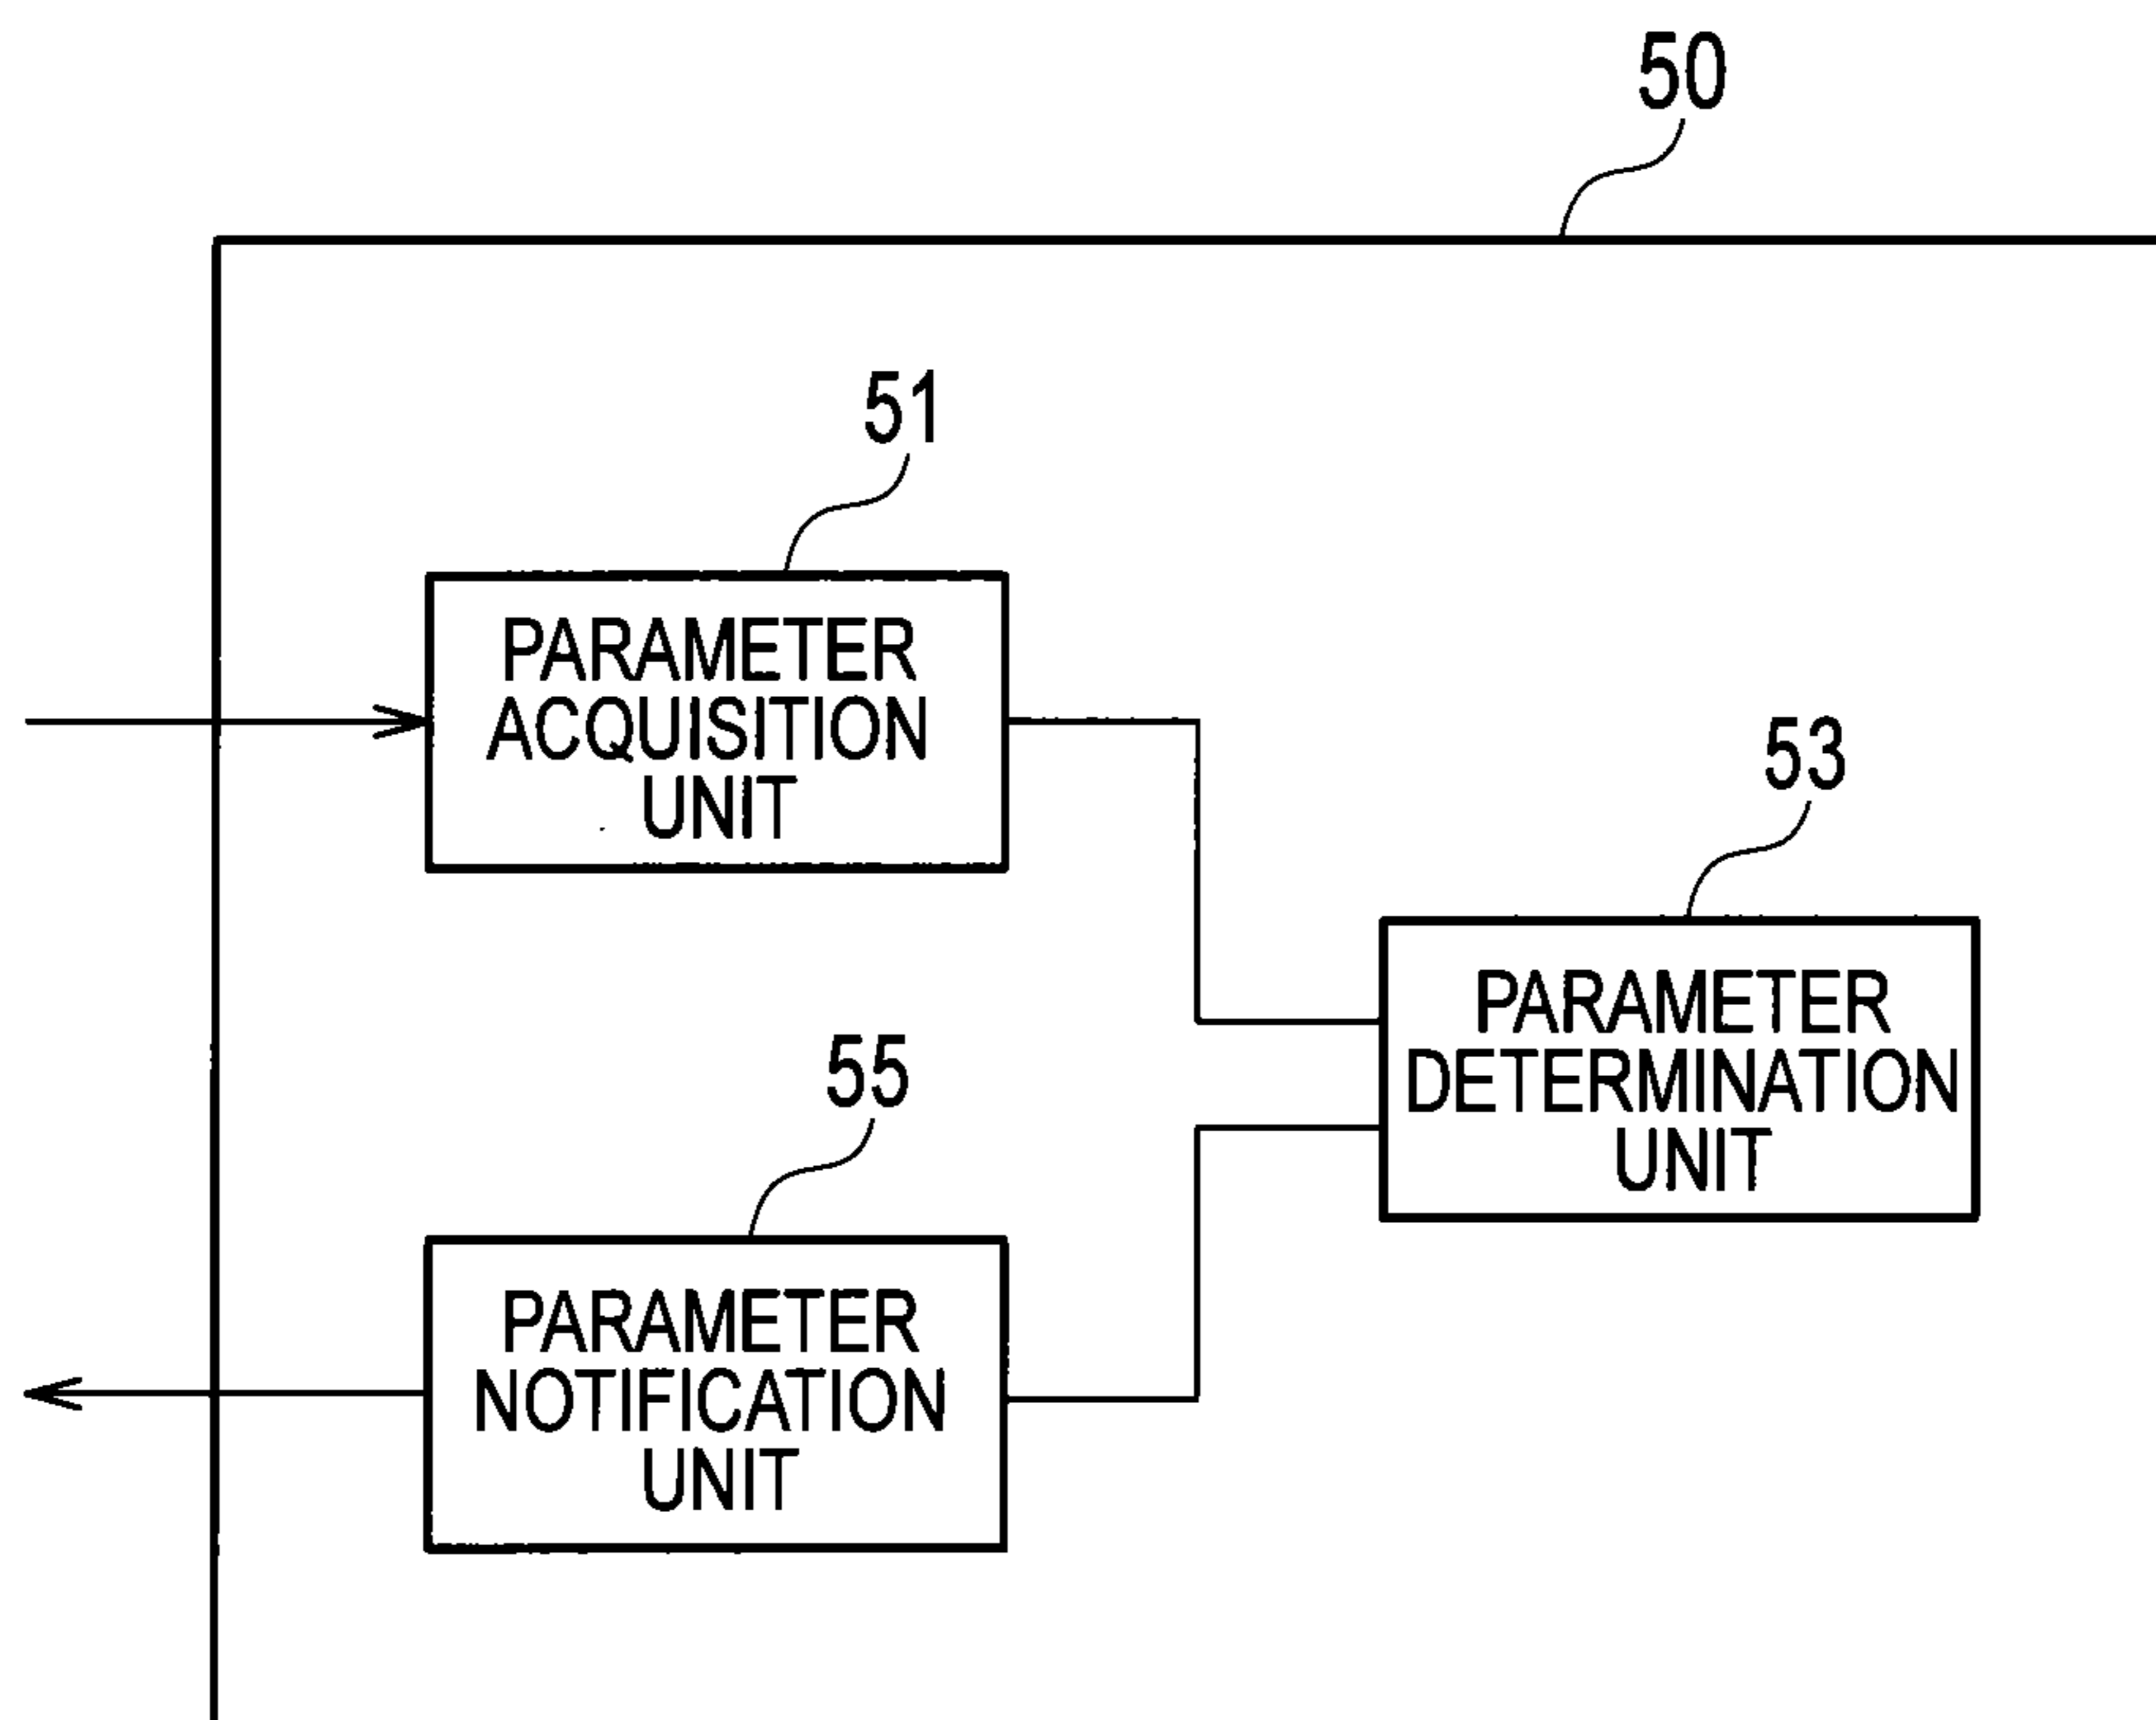 50
51
PARAMETER
ACQUISITION
UNIT
53
PARAMETER
DETERMINATION
UNIT
55
PARAMETER
NOTIFICATION
UNIT